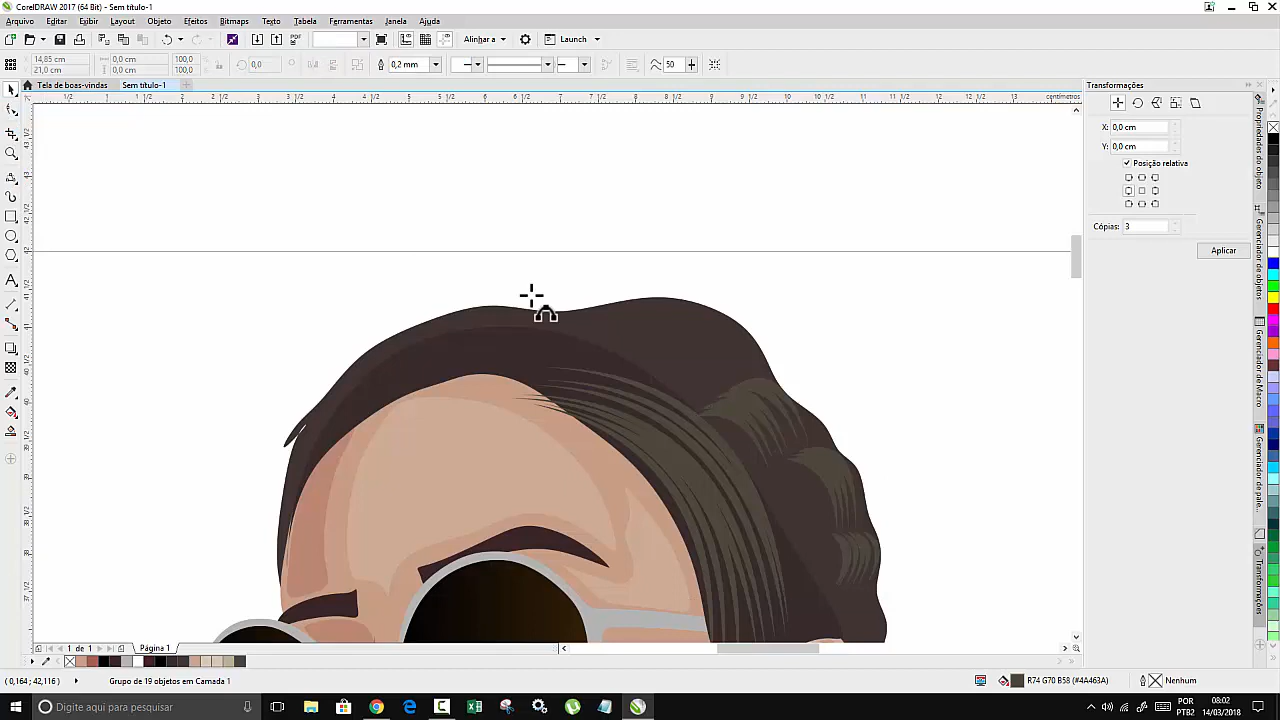 CorelDRAW 2017 (64 Bit) - Sem título-1
Arquivo Editar Exibir Layout Objeto Efeitos Bitmaps Texto Tabela Ferramentas Janela Ajuda
PDF Alinhar a Launch
14,85 cm 0,0 cm 100,0
21,0 cm 0,0 cm 100,0
0,0 0,2 mm 50
Tela de boas-vindas Sem título-1
Transformações
centímetros
X: 0,0 cm
Y: 0,0 cm
Posição relativa
Cópias: 3
Aplicar
Propriedades do objeto
Gerenciador de objetos
Gerenciador de Macro
Gerenciador de pale...
Transformações
1 de 1 Página 1
(0,164; 42,116) Grupo de 19 objetos em Camada 1 R74 G70 B58 (#4A463A) Nenhum
Digite aqui para pesquisar
POR 08:02
PTB2 14/03/2018